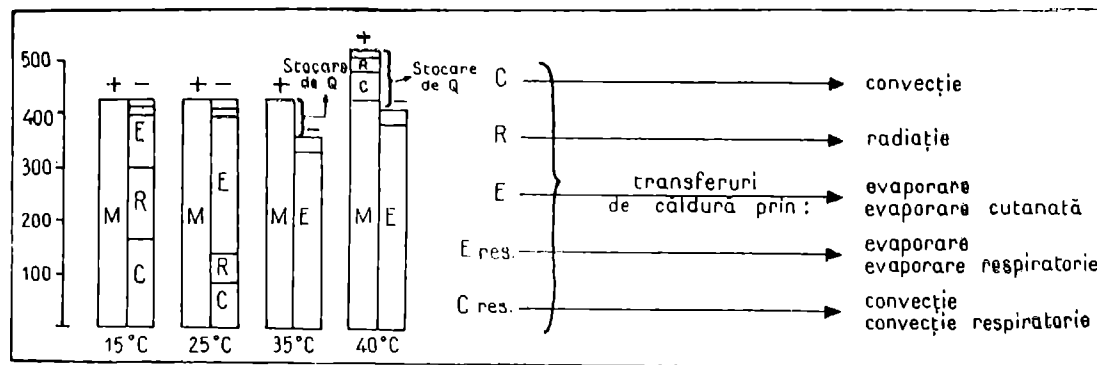 500
400
300
200
100
+ −
+ −
+
−
+
−
Stocare
de Q
Stocare
de Q
M
E
R
C
M
E
R
C
M
E
R
C
M
E
15°C
25°C
35°C
40°C
C
R
E
E res.
C res.
transferuri
de căldură prin:
convecție
radiație
evaporare
evaporare cutanată
evaporare
evaporare respiratorie
convecție
convecție respiratorie